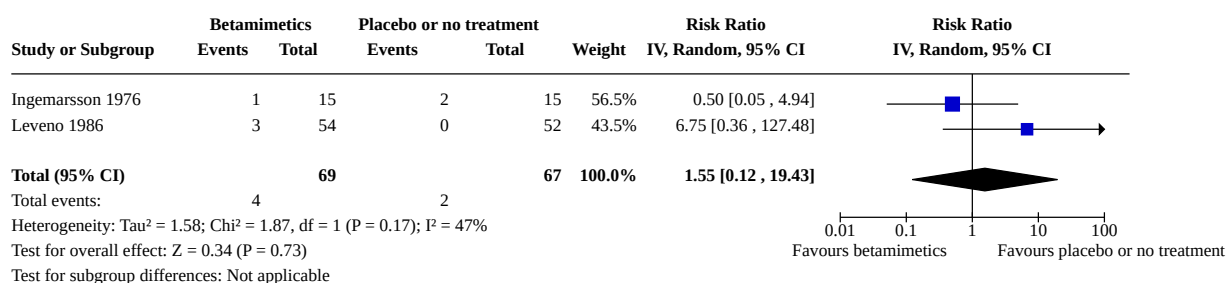 Betamimetics Placebo or no treatment Risk Ratio Risk Ratio
Study or Subgroup Events Total Events Total Weight IV, Random, 95% CI IV, Random, 95% CI
Ingemarsson 1976 1 15 2 15 56.5% 0.50 [0.05 , 4.94]
Leveno 1986 3 54 0 52 43.5% 6.75 [0.36 , 127.48]
Total (95% CI) 69 67 100.0% 1.55 [0.12 , 19.43]
Total events: 4 2
Heterogeneity: Tau² = 1.58; Chi² = 1.87, df = 1 (P = 0.17); I² = 47%
0.01 0.1 1 10 100
Test for overall effect: Z = 0.34 (P = 0.73) Favours betamimetics Favours placebo or no treatment
Test for subgroup differences: Not applicable